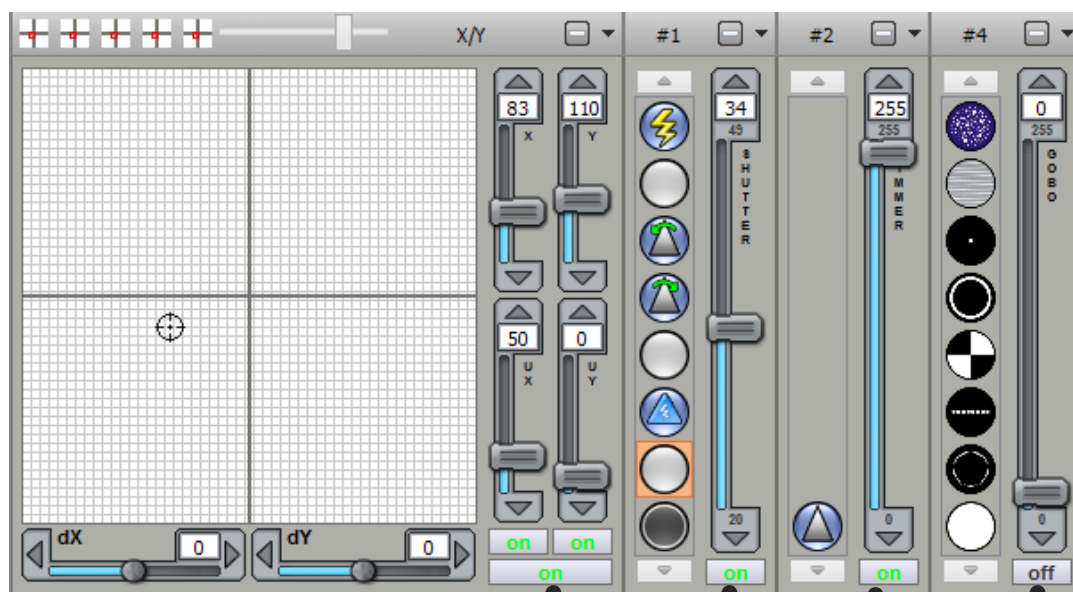 X/Y #1 #2 #4
83 110 34 255 0
X Y 49 255 255
SHUTTER
MMER
GOBO
50 0
UX UY
20 0 0
dX 0 dY 0
on on
on on on off